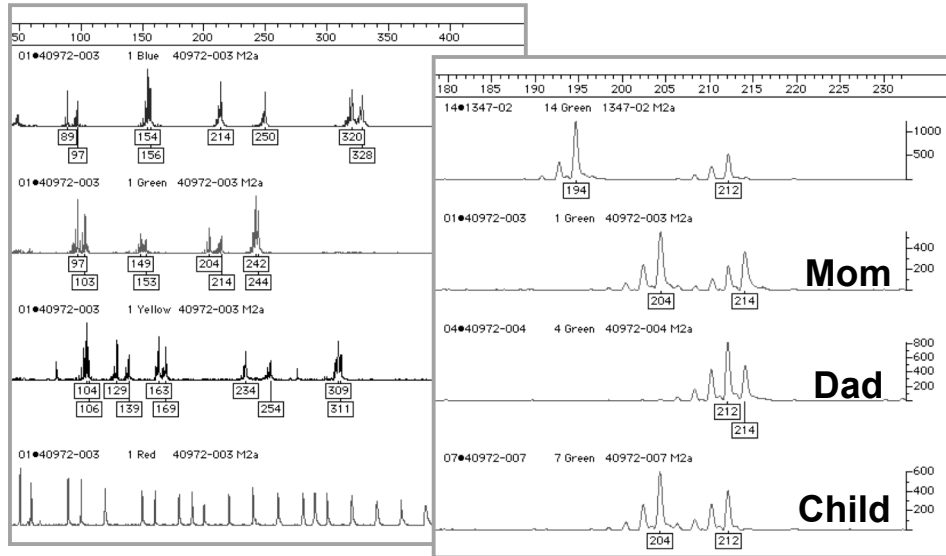 50 100 150 200 250 300 350 400
01●40972-003 1 Blue 40972-003 M2a
89 154 214 250 320
97 156 328
01●40972-003 1 Green 40972-003 M2a
97 149 204 242
103 153 214 244
01●40972-003 1 Yellow 40972-003 M2a
104 129 163 234 309
106 139 169 254 311
01●40972-003 1 Red 40972-003 M2a
180 185 190 195 200 205 210 215 220 225 230
14●1347-02 14 Green 1347-02 M2a
1000
500
194 212
01●40972-003 1 Green 40972-003 M2a
400
200
Mom
204 214
04●40972-004 4 Green 40972-004 M2a
800
600
400
200
Dad
212
214
07●40972-007 7 Green 40972-007 M2a
600
400
200
0
Child
204 212